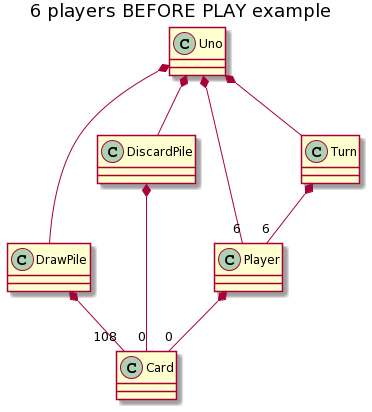 6 players BEFORE PLAY example
C Uno
C DiscardPile
C Turn
6 6
C DrawPile
C Player
108 0 0
C Card